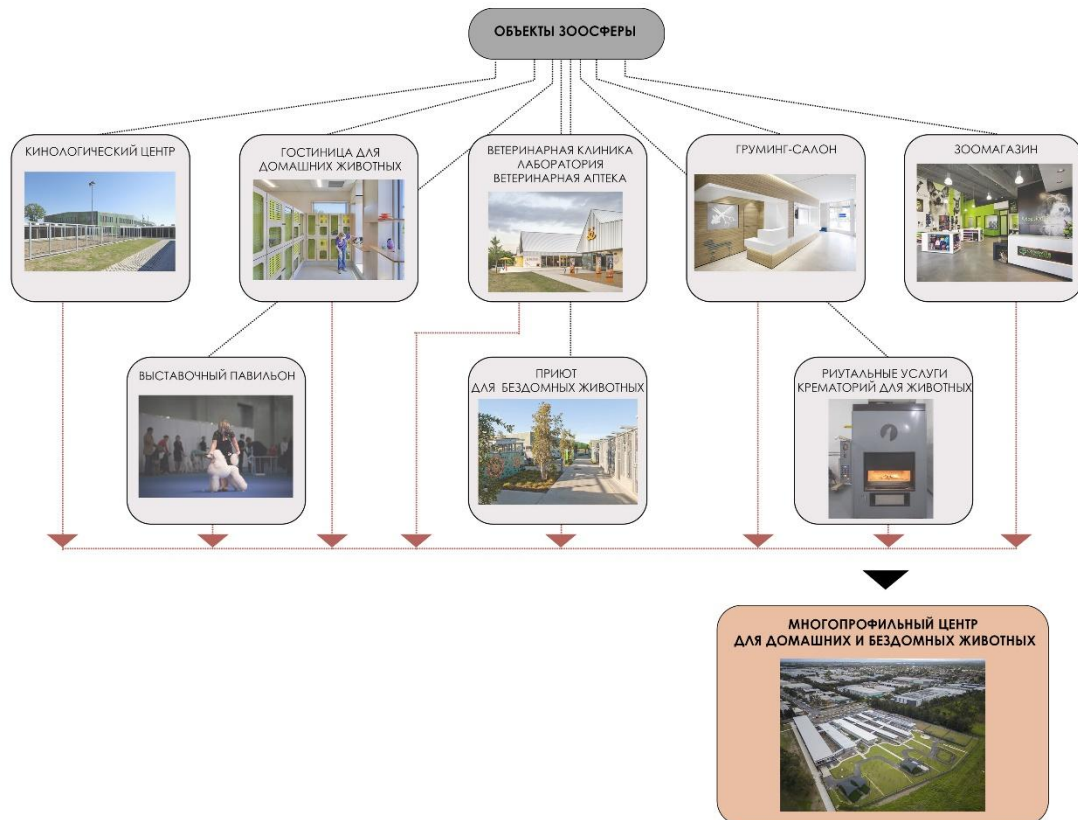 ОБЪЕКТЫ ЗООСФЕРЫ
КИНОЛОГИЧЕСКИЙ ЦЕНТР
ГОСТИНИЦА ДЛЯ
ДОМАШНИХ ЖИВОТНЫХ
ВЕТЕРИНАРНАЯ КЛИНИКА
ЛАБОРАТОРИЯ
ВЕТЕРИНАРНАЯ АПТЕКА
ГРУМИНГ-САЛОН
ЗООМАГАЗИН
ВЫСТАВОЧНЫЙ ПАВИЛЬОН
ПРИЮТ
ДЛЯ БЕЗДОМНЫХ ЖИВОТНЫХ
РИУТАЛЬНЫЕ УСЛУГИ
КРЕМАТОРИЙ ДЛЯ ЖИВОТНЫХ
МНОГОПРОФИЛЬНЫЙ ЦЕНТР
ДЛЯ ДОМАШНИХ И БЕЗДОМНЫХ ЖИВОТНЫХ